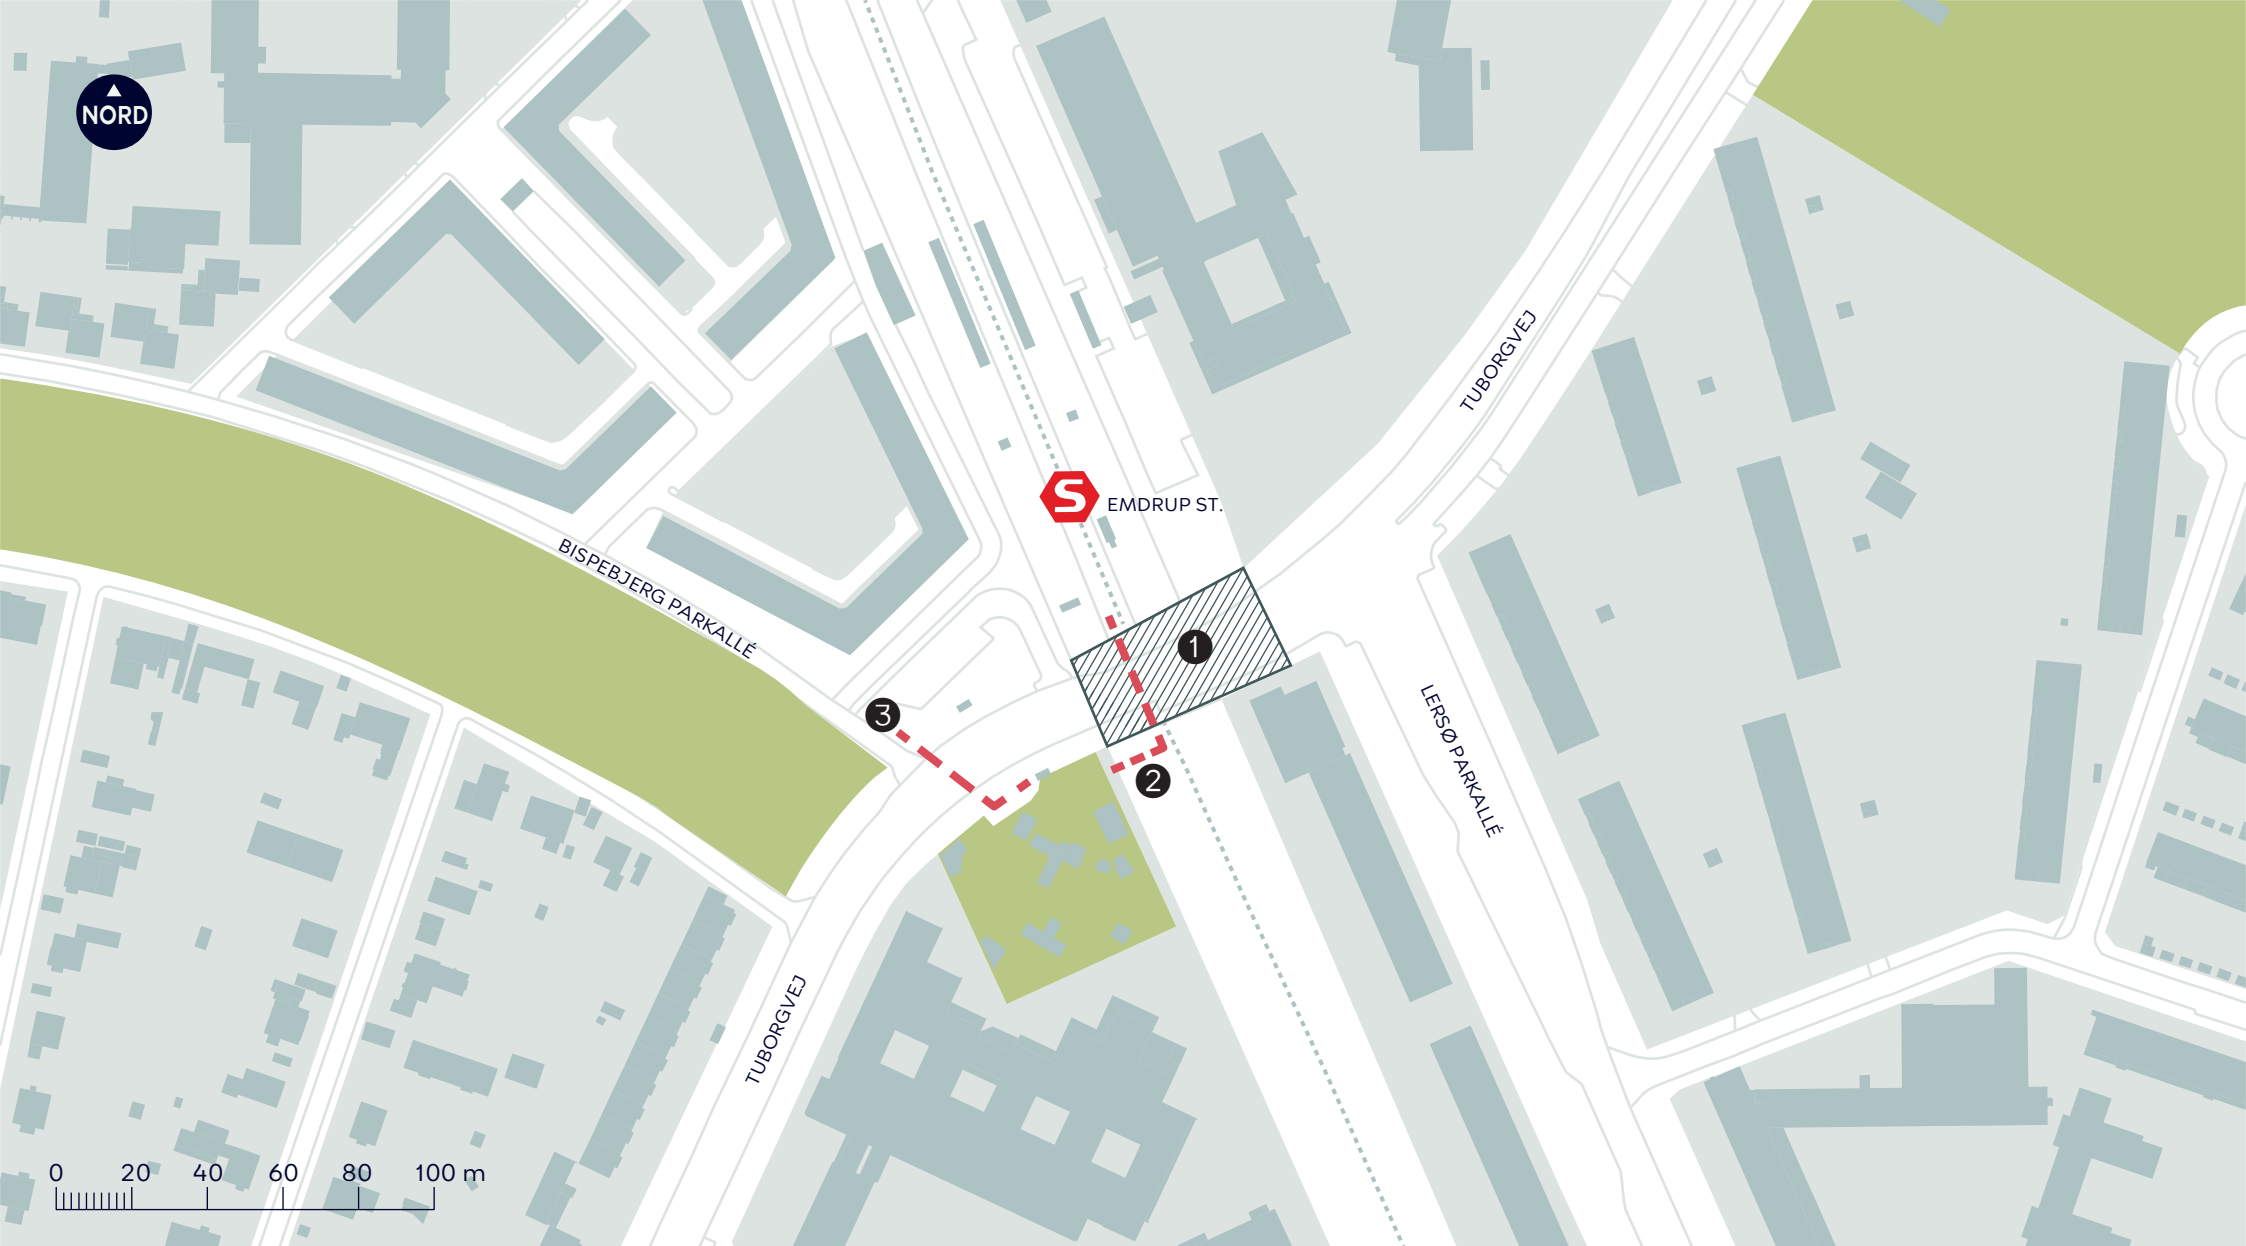 NORD
TUBORGVEJ
S
EMDRUP ST.
BISPEBJERG PARKALLÉ
1
3
2
LERSØ PARKALLÉ
TUBORGVEJ
0 20 40 60 80 100 m